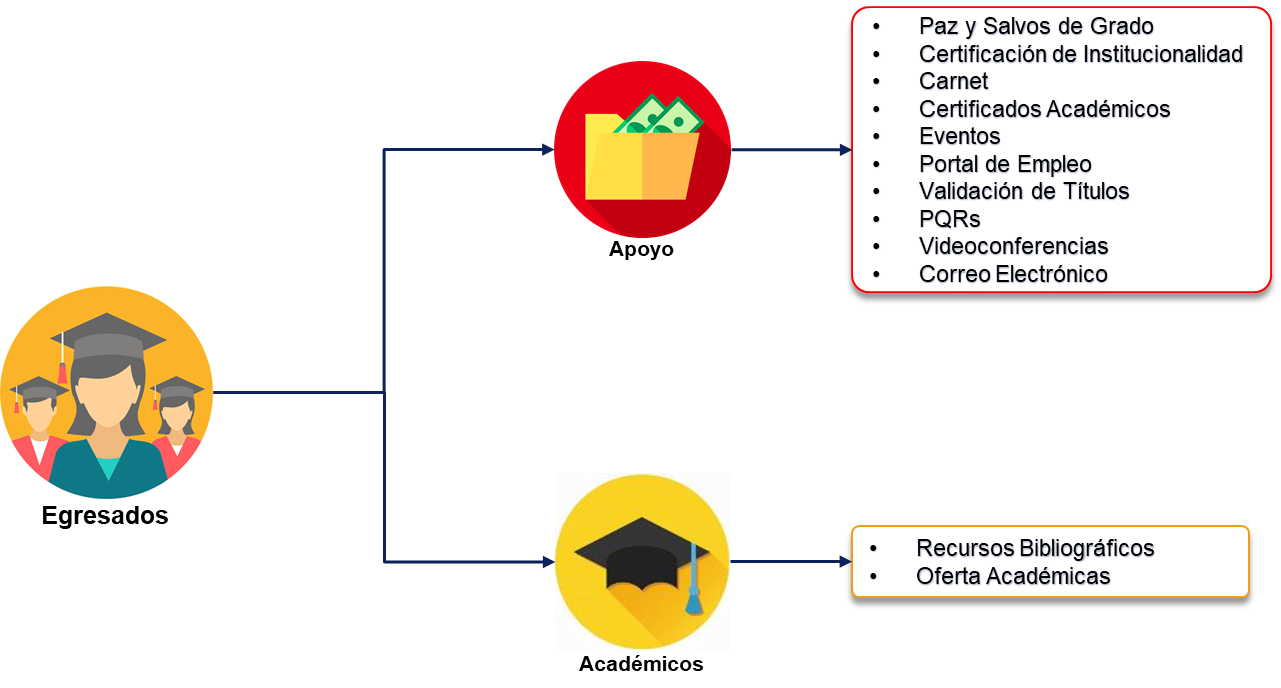 Egresados
Apoyo
• Paz y Salvos de Grado
• Certificación de Institucionalidad
• Carnet
• Certificados Académicos
• Eventos
• Portal de Empleo
• Validación de Títulos
• PQRs
• Videoconferencias
• Correo Electrónico
Académicos
• Recursos Bibliográficos
• Oferta Académicas